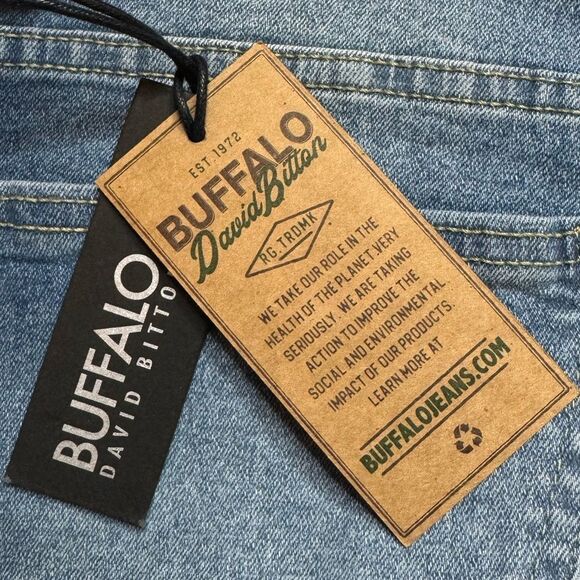 EST. 1972
BUFFALO
David Bitton
RG.TRDMK
WE TAKE OUR ROLE IN THE
HEALTH OF THE PLANET VERY
SERIOUSLY. WE ARE TAKING
ACTION TO IMPROVE THE
SOCIAL AND ENVIRONMENTAL
IMPACT OF OUR PRODUCTS.
LEARN MORE AT
BUFFALOJEANS.COM
BUFFALO
DAVID BITTO